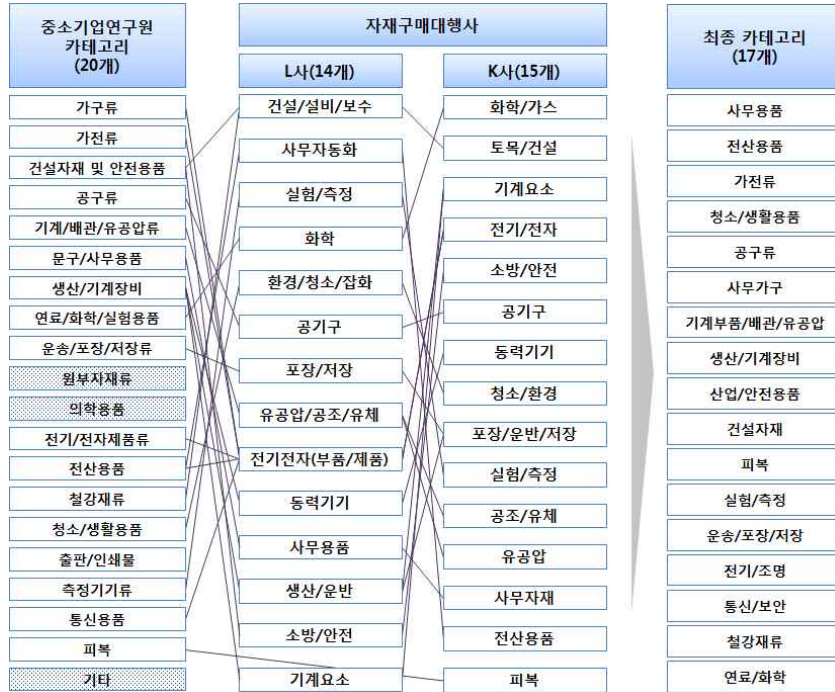 중소기업연구원
카테고리
(20개)
가구류
가전류
건설자재 및 안전용품
공구류
기계/배관/유공압류
문구/사무용품
생산/기계장비
연료/화학/실험용품
운송/포장/저장류
원부자재류
의학용품
전기/전자제품류
전산용품
철강재류
청소/생활용품
출판/인쇄물
측정기기류
통신용품
피복
기타
자재구매대행사
L사(14개)
건설/설비/보수
사무자동화
실험/측정
화학
환경/청소/잡화
공기구
포장/저장
유공압/공조/유체
전기전자(부품/제품)
동력기기
사무용품
생산/운반
소방/안전
기계요소
K사(15개)
화학/가스
토목/건설
기계요소
전기/전자
소방/안전
공기구
동력기기
청소/환경
포장/운반/저장
실험/측정
공조/유체
유공압
사무자재
전산용품
피복
최종 카테고리
(17개)
사무용품
전산용품
가전류
청소/생활용품
공구류
사무가구
기계부품/배관/유공압
생산/기계장비
산업/안전용품
건설자재
피복
실험/측정
운송/포장/저장
전기/조명
통신/보안
철강재류
연료/화학